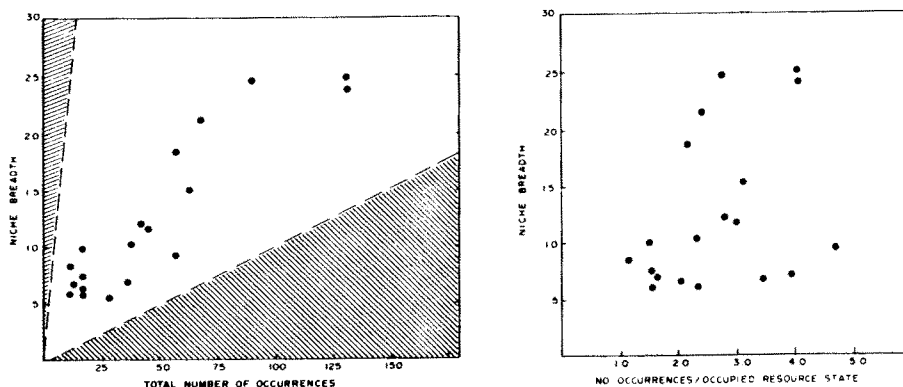 30
25
20
15
10
5
NICHE BREADTH
25 50 75 100 125 150
TOTAL NUMBER OF OCCURRENCES
30
25
20
15
10
5
NICHE BREADTH
1.0 2.0 3.0 4.0 5.0
NO OCCURRENCES/OCCUPIED RESOURCE STATE